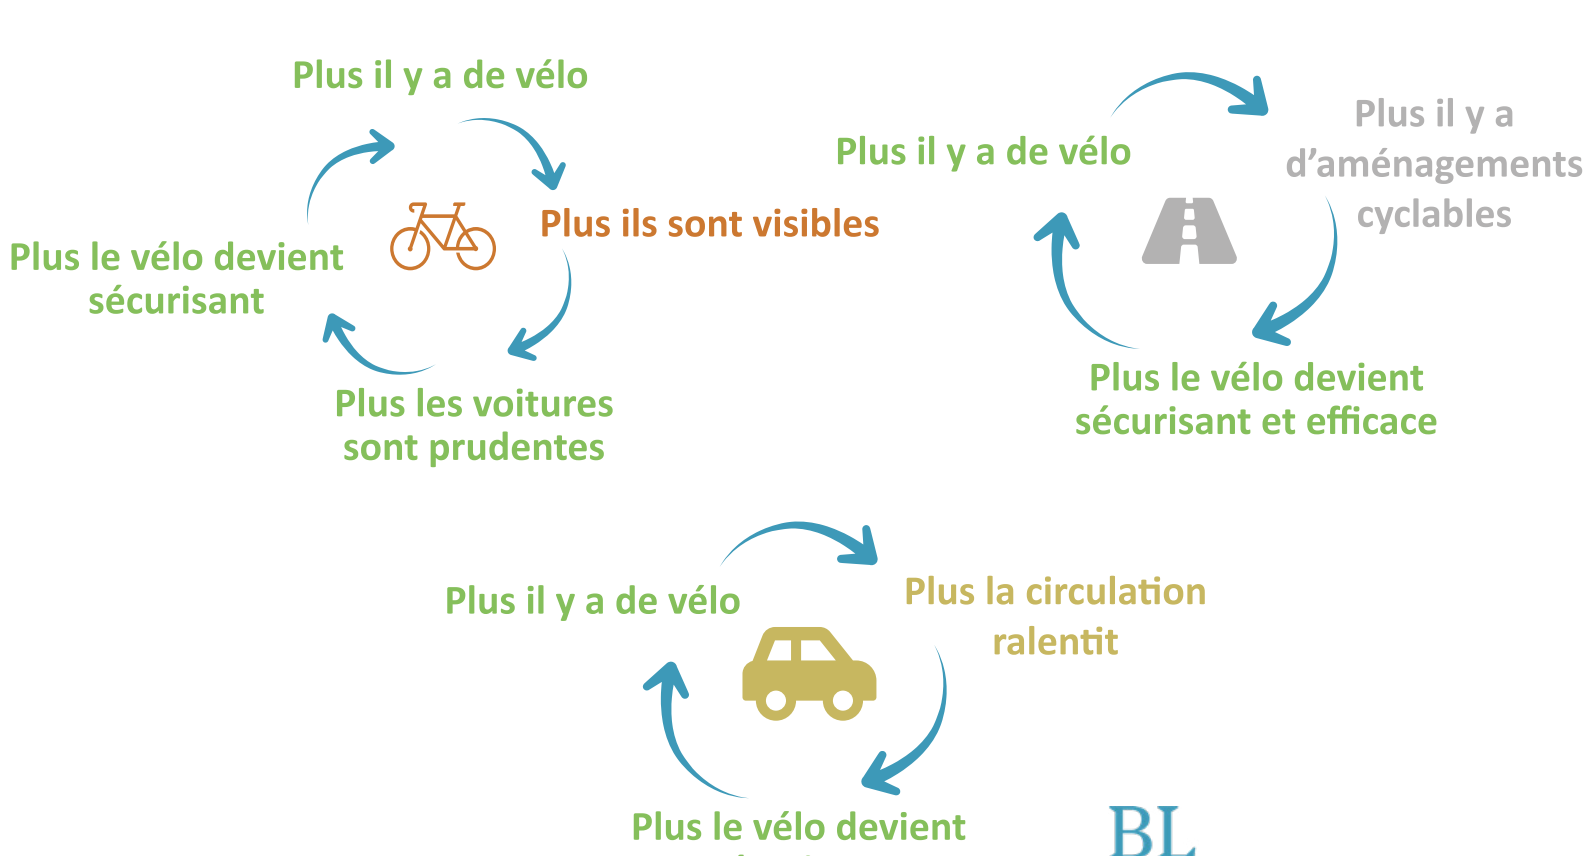 Plus il y a de vélo
Plus ils sont visibles
Plus les voitures
sont prudentes
Plus le vélo devient
sécurisant
Plus il y a de vélo
Plus il y a
d’aménagements
cyclables
Plus le vélo devient
sécurisant et efficace
Plus il y a de vélo
Plus la circulation
ralentit
Plus le vélo devient
BL